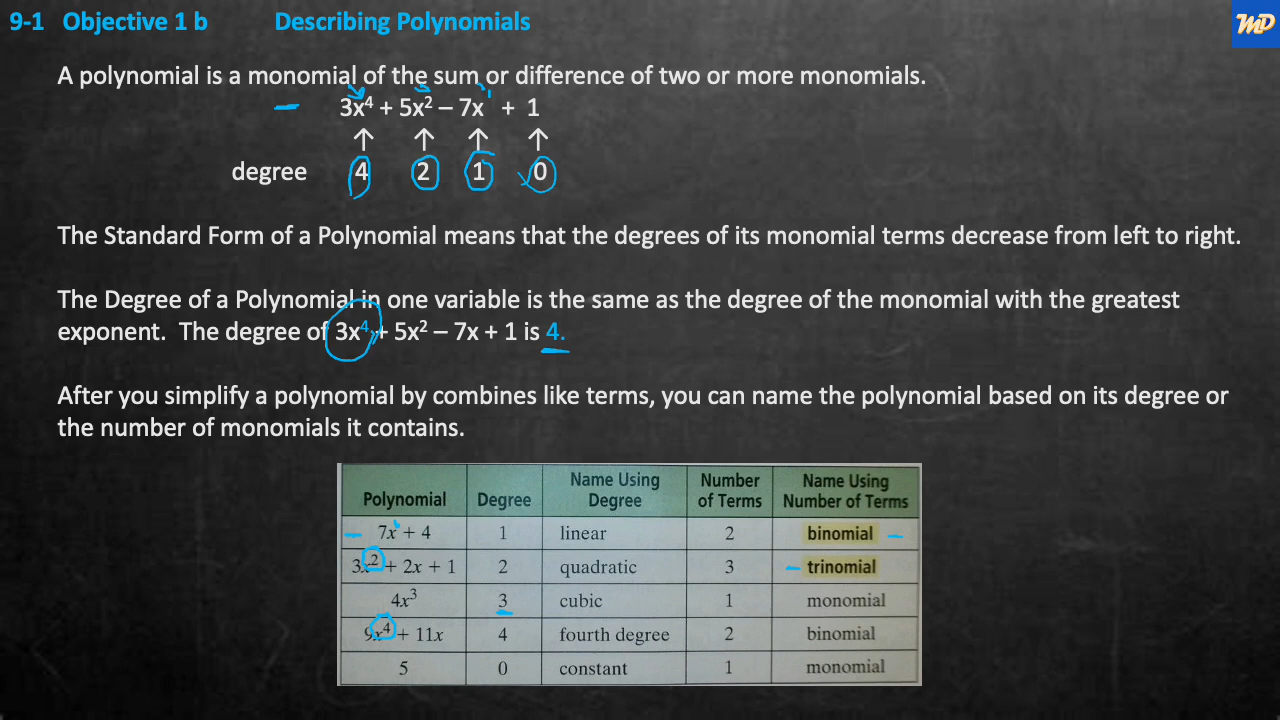 9-1 Objective 1 b Describing Polynomials
MD
A polynomial is a monomial of the sum or difference of two or more monomials.
3x⁴ + 5x² – 7x + 1
↑ ↑ ↑ ↑
degree 4 2 1 0
The Standard Form of a Polynomial means that the degrees of its monomial terms decrease from left to right.
The Degree of a Polynomial in one variable is the same as the degree of the monomial with the greatest
exponent. The degree of 3x⁴ + 5x² – 7x + 1 is 4.
After you simplify a polynomial by combines like terms, you can name the polynomial based on its degree or
the number of monomials it contains.
Polynomial Degree Name Using Degree Number of Terms Name Using Number of Terms
7x + 4 1 linear 2 binomial
3x² + 2x + 1 2 quadratic 3 trinomial
4x³ 3 cubic 1 monomial
9x⁴ + 11x 4 fourth degree 2 binomial
5 0 constant 1 monomial